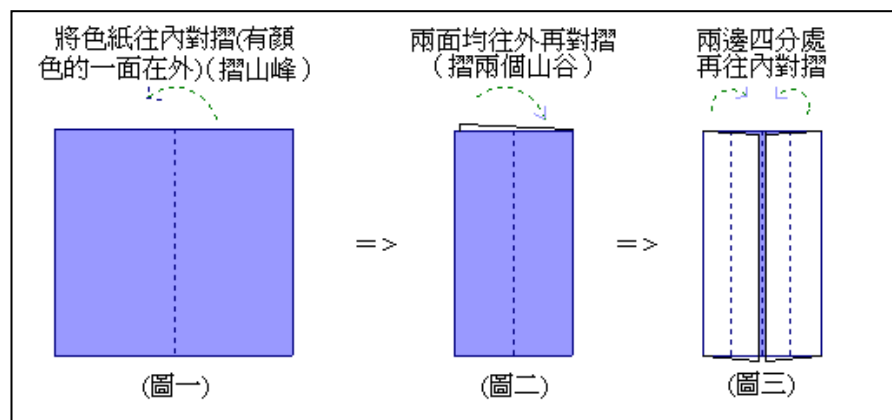 將色紙往內對摺(有顏
色的一面在外)(摺山峰)
兩面均往外再對摺
(摺兩個山谷)
兩邊四分處
再往內對摺
=>
=>
(圖一)
(圖二)
(圖三)